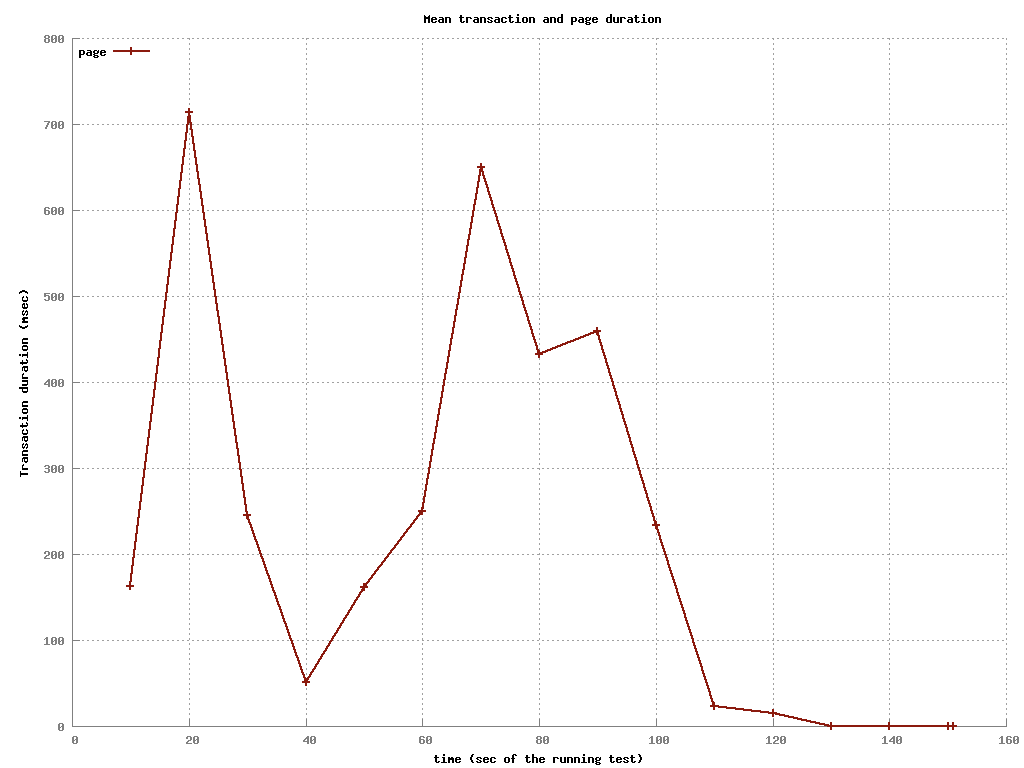 Mean transaction and page duration
800
page
700
600
500
400
300
200
100
0
Transaction duration (msec)
0 20 40 60 80 100 120 140 160
time (sec of the running test)